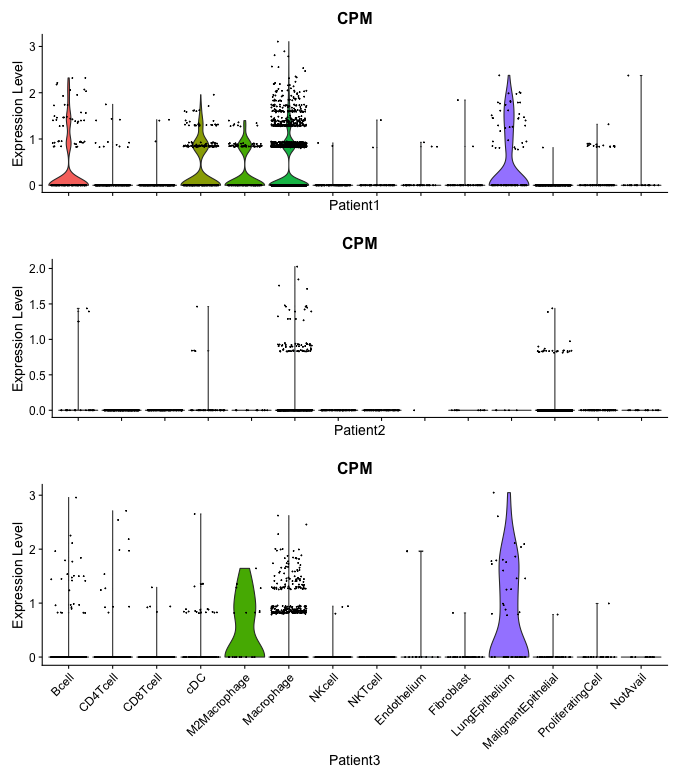 CPM
Expression Level
3
2
1
0
Patient1
CPM
Expression Level
2.0
1.5
1.0
0.5
0.0
Patient2
CPM
Expression Level
3
2
1
0
Bcell
CD4Tcell
CD8Tcell
cDC
M2Macrophage
Macrophage
NKcell
NKTcell
Endothelium
Fibroblast
LungEpithelium
MalignantEpithelial
ProliferatingCell
NotAvail
Patient3